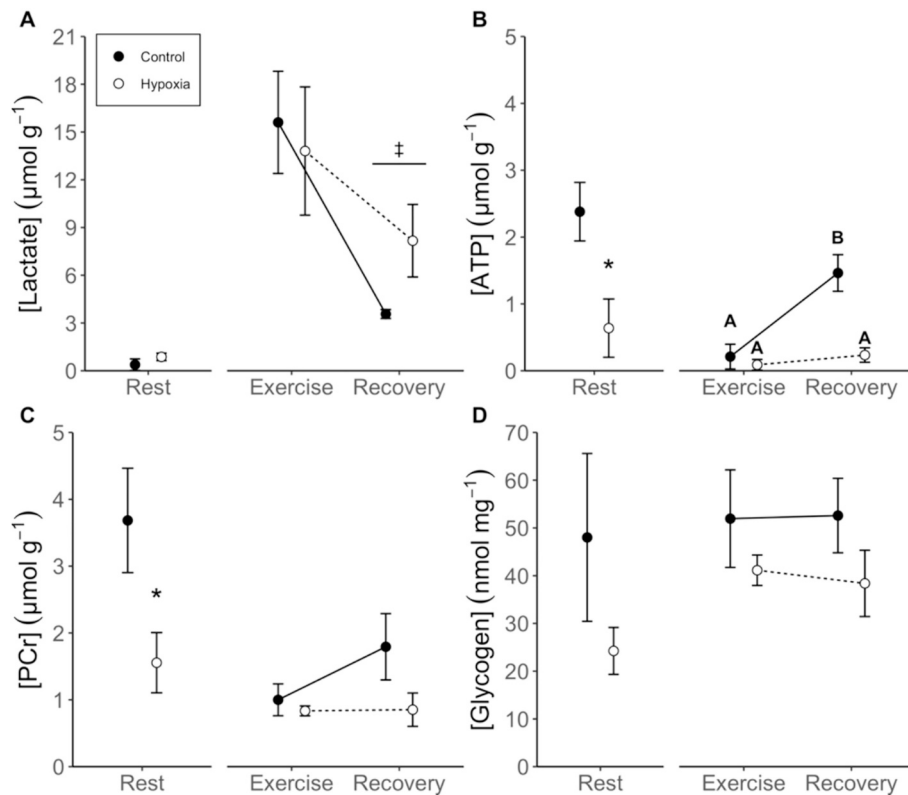 A
[Lactate] (μmol g⁻¹)
21
18
15
12
9
6
3
0
Control
Hypoxia
‡
Rest
Exercise
Recovery
B
[ATP] (μmol g⁻¹)
5
4
3
2
1
0
*
A
A
B
A
Rest
Exercise
Recovery
C
[PCr] (μmol g⁻¹)
5
4
3
2
1
0
*
Rest
Exercise
Recovery
D
[Glycogen] (nmol mg⁻¹)
70
60
50
40
30
20
10
0
Rest
Exercise
Recovery